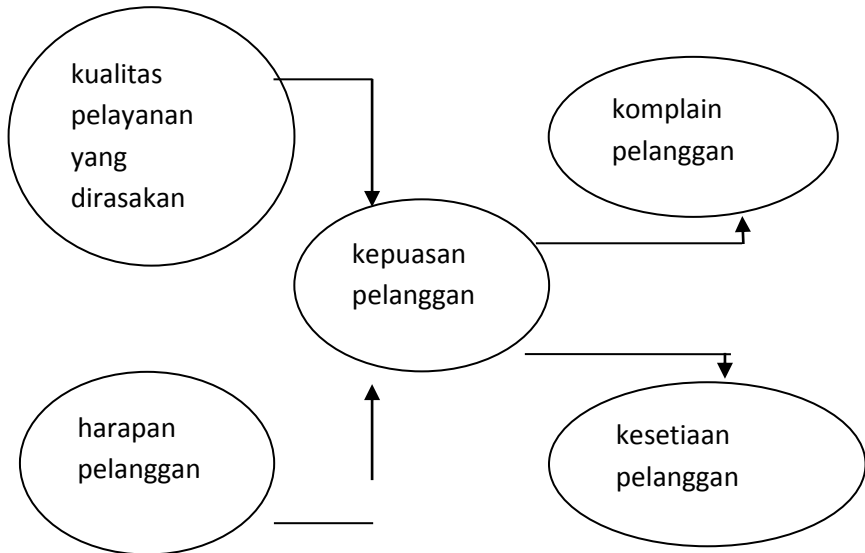 kualitas
pelayanan
yang
dirasakan
komplain
pelanggan
kepuasan
pelanggan
harapan
pelanggan
kesetiaan
pelanggan